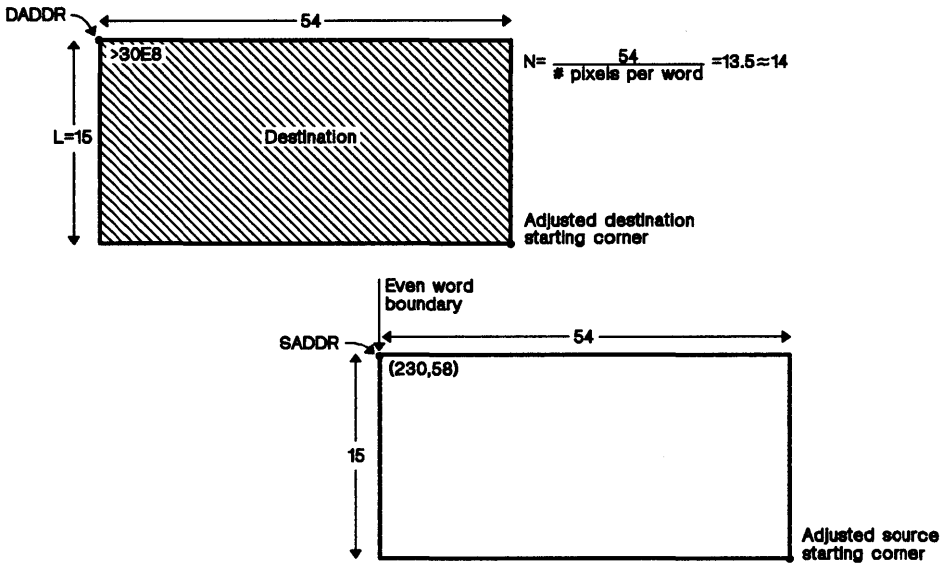 DADDR
54
>30E8
N= 54 / # pixels per word =13.5≈14
L=15
Destination
Adjusted destination
starting corner
Even word
boundary
SADDR
54
(230,58)
15
Adjusted source
starting corner